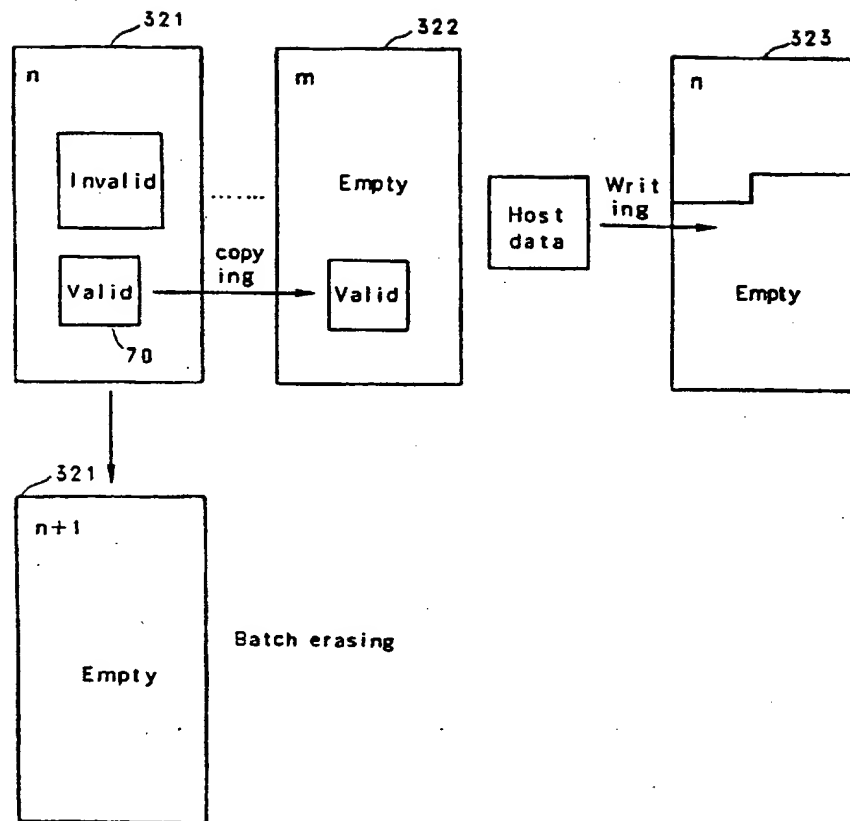 321
322
323
n
m
n
Invalid
.......
Empty
Host
data
Writ
ing
copy
ing
Valid
Valid
Empty
70
321
n+1
Batch erasing
Empty